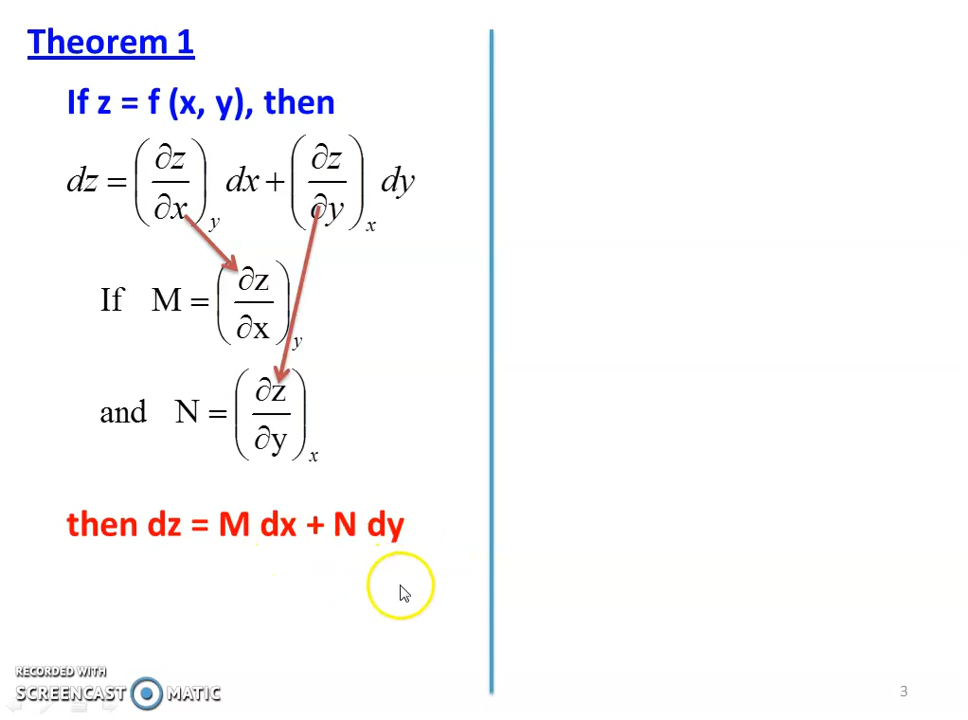 Theorem 1
If z = f (x, y), then
dz = (∂z/∂x)_y dx + (∂z/∂y)_x dy
If M = (∂z/∂x)_y
and N = (∂z/∂y)_x
then dz = M dx + N dy
RECORDED WITH
SCREENCAST MATIC
3